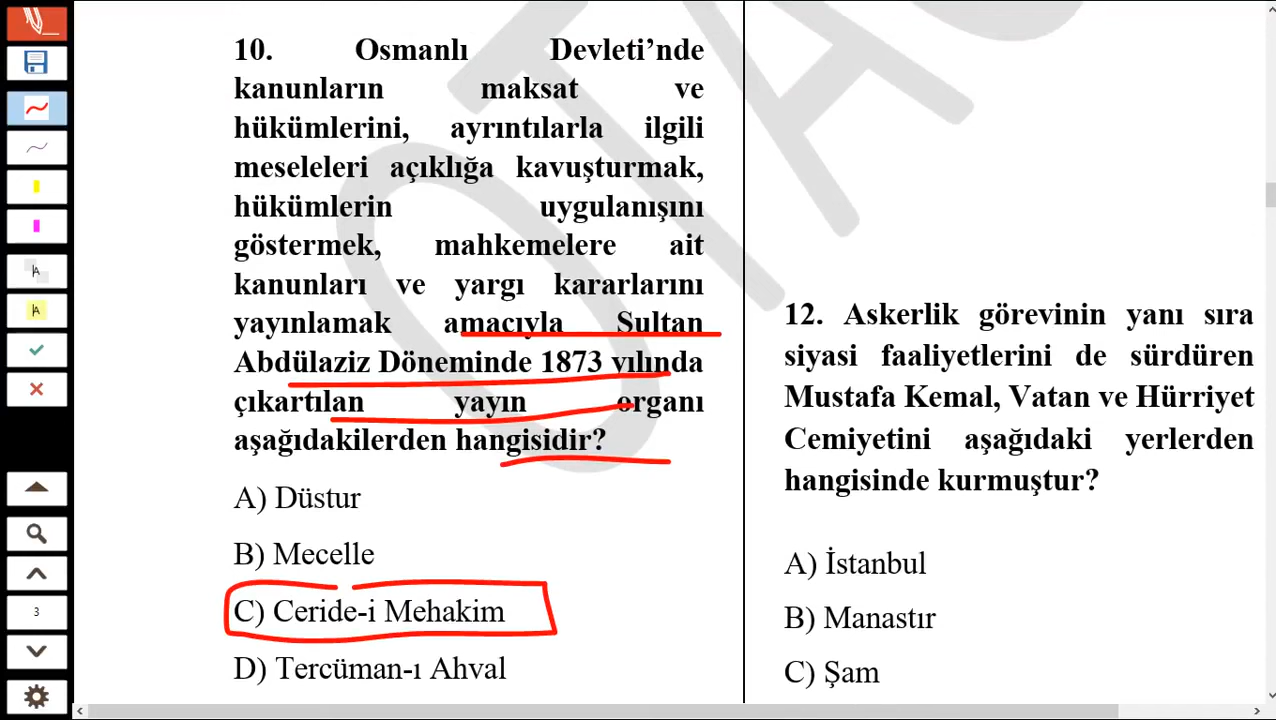 10. Osmanlı Devleti’nde
kanunların maksat ve
hükümlerini, ayrıntılarla ilgili
meseleleri açıklığa kavuşturmak,
hükümlerin uygulanışını
göstermek, mahkemelere ait
kanunları ve yargı kararlarını
yayınlamak amacıyla Sultan
Abdülaziz Döneminde 1873 yılında
çıkartılan yayın organı
aşağıdakilerden hangisidir?
A) Düstur
B) Mecelle
C) Ceride-i Mehakim
D) Tercüman-ı Ahval
12. Askerlik görevinin yanı sıra
siyasi faaliyetlerini de sürdüren
Mustafa Kemal, Vatan ve Hürriyet
Cemiyetini aşağıdaki yerlerden
hangisinde kurmuştur?
A) İstanbul
B) Manastır
C) Şam
A
A
3